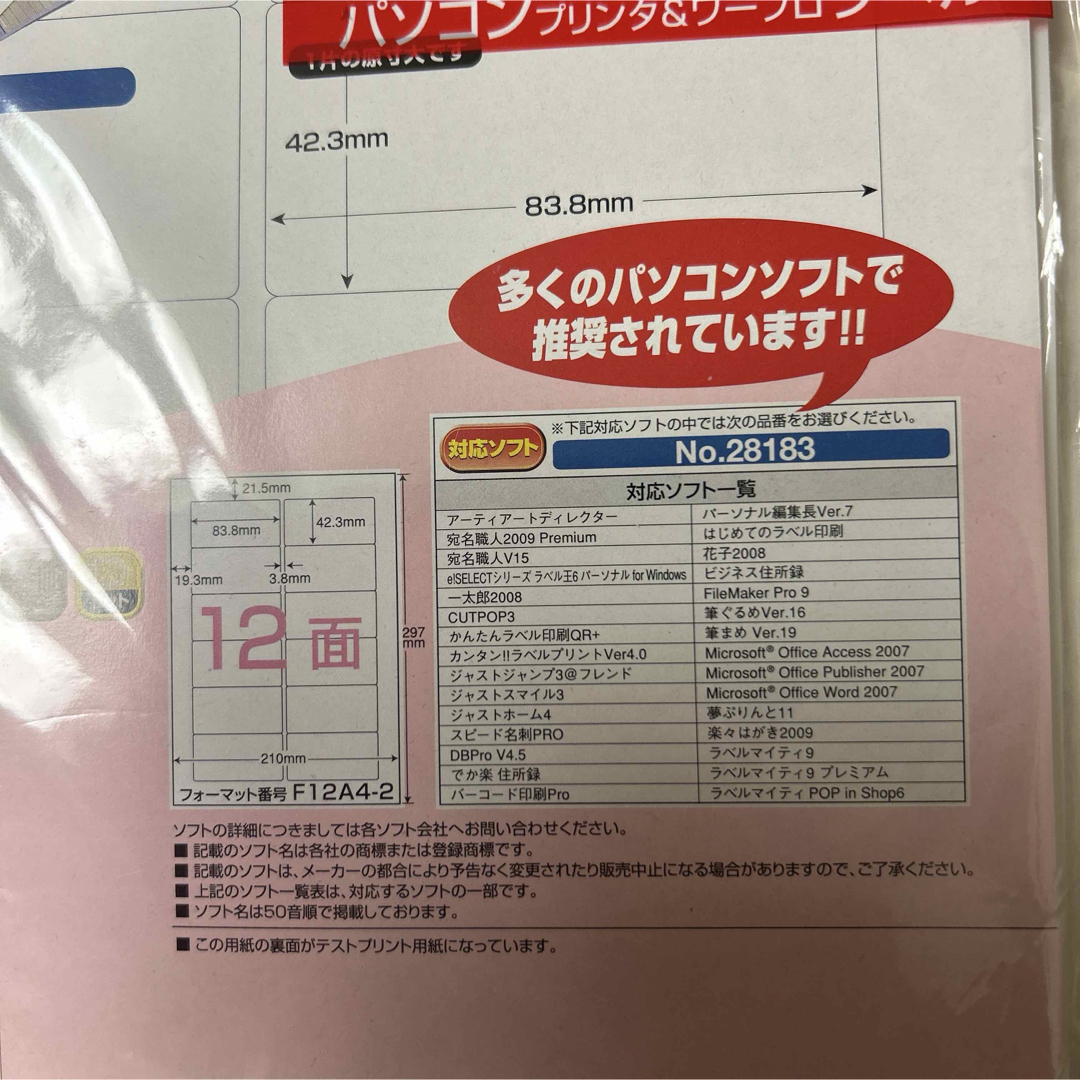 パソコンプリンタ&ワープロ
1片の原寸大です
42.3mm
83.8mm
多くのパソコンソフトで
推奨されています!!
対応ソフト
※下記対応ソフトの中では次の品番をお選びください。
No.28183
対応ソフト一覧
アーティアートディレクター
パーソナル編集長Ver.7
宛名職人2009 Premium
はじめてのラベル印刷
宛名職人V15
花子2008
e!SELECTシリーズ ラベル王6 パーソナル for Windows
ビジネス住所録
一太郎2008
FileMaker Pro 9
CUTPOP3
筆ぐるめVer.16
かんたんラベル印刷QR+
筆まめ Ver.19
カンタン!!ラベルプリントVer4.0
Microsoft® Office Access 2007
ジャストジャンプ3@フレンド
Microsoft® Office Publisher 2007
ジャストスマイル3
Microsoft® Office Word 2007
ジャストホーム4
夢ぷりんと11
スピード名刺PRO
楽々はがき2009
DBPro V4.5
ラベルマイティ9
でか楽 住所録
ラベルマイティ9 プレミアム
バーコード印刷Pro
ラベルマイティ POP in Shop6
21.5mm
83.8mm
42.3mm
19.3mm
3.8mm
12面
297
mm
210mm
フォーマット番号 F12A4-2
ソフトの詳細につきましては各ソフト会社へお問い合わせください。
■ 記載のソフト名は各社の商標または登録商標です。
■ 記載のソフトは、メーカーの都合により予告なく変更されたり販売中止になる場合がありますので、ご了承ください。
■ 上記のソフト一覧表は、対応するソフトの一部です。
■ ソフト名は50音順で掲載しております。
■ この用紙の裏面がテストプリント用紙になっています。